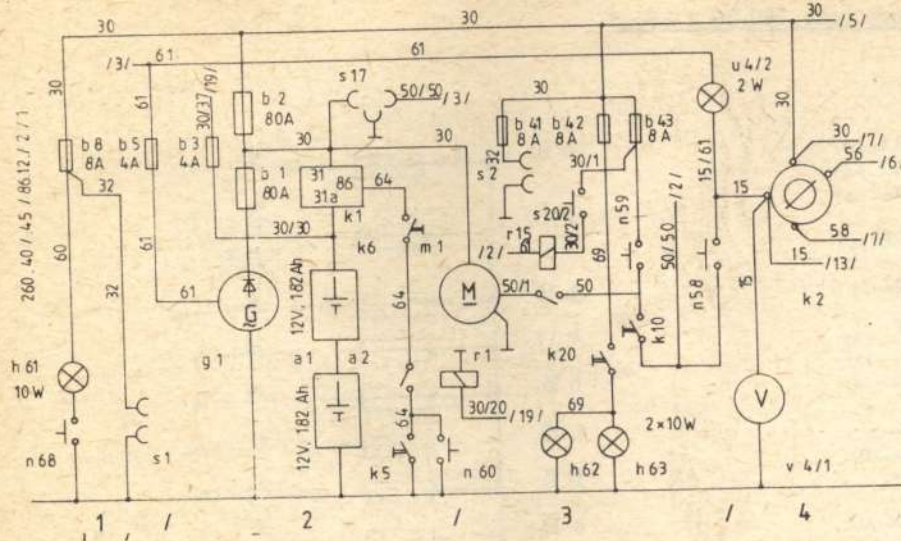 30 30 30 /5/
/3/ 61 61
260.40/45/86.12/2/1
30
61
30/37/19/
b 2
80A
s 17
50/50 /3/
30 30
u 4/2
2 W
30
b 8
8A
b 5
4A
b 3
4A
b 1
80A
31 86
31a
k1
64
30
b 41
8A
b 42
8A
b 43
8A
32
s 2
30/1
s 20/2
n 59
50/50 /2/
15/61
15
30
/7/
56
/6/
58
/7/
15
/13/
k 2
32
60
61
32
61
30/30
k6
m 1
r15
/2/ 61
30/2
69
G
g 1
12V, 182 Ah
a 1 a 2
12V, 182 Ah
64
M
50/1 50
n 58
k 10
15
h 61
10W
r 1
30/20 /19/
k 20
V
v 4/1
n 68
s 1
64
k 5
n 60
69
2×10W
h 62 h 63
1 / 2 / 3 / 4